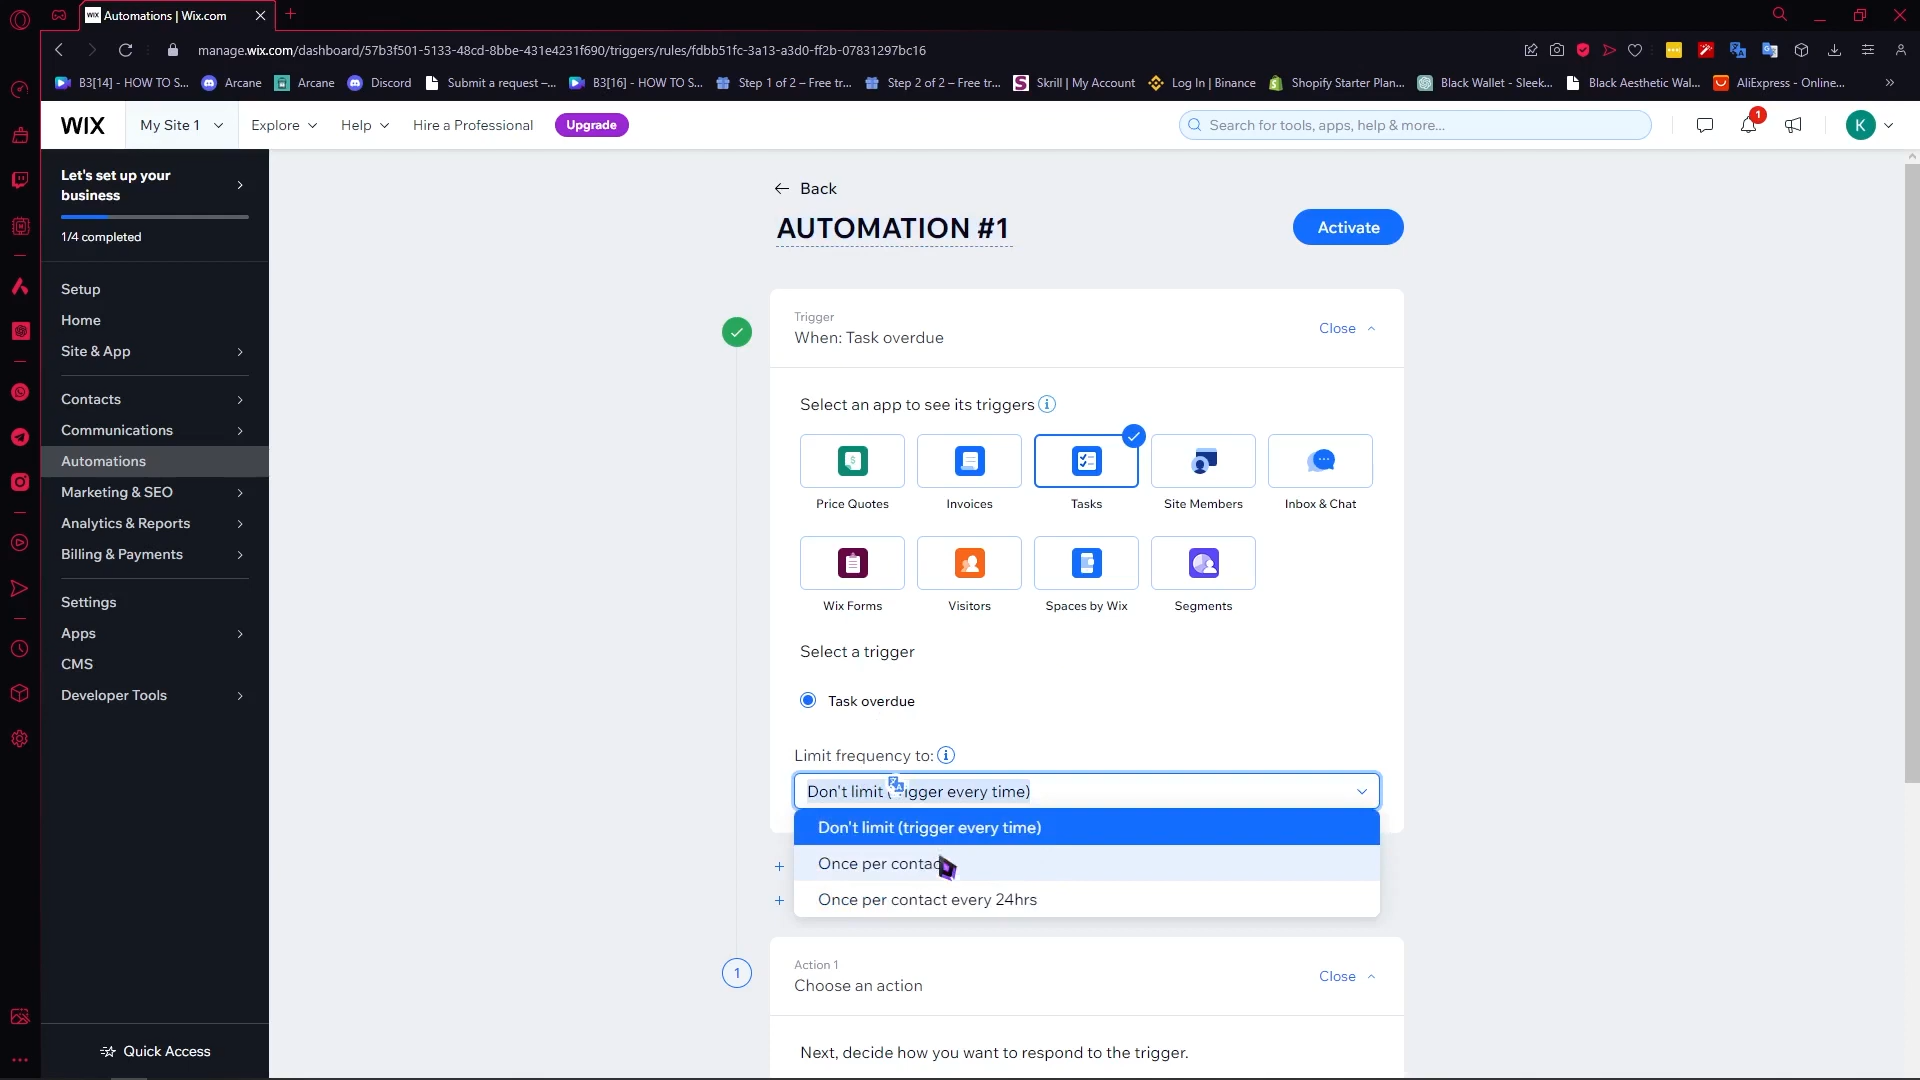 WIX Automations | Wix.com
manage.wix.com/dashboard/57b3f501-5133-48cd-8bbe-431e4231f690/triggers/rules/fdbb51fc-3a13-a3d0-ff2b-07831297bc16
B3[14] - HOW TO S... Arcane Arcane Discord Submit a request –... B3[16] - HOW TO S... Step 1 of 2 – Free tr... Step 2 of 2 – Free tr... Skrill | My Account Log In | Binance Shopify Starter Plan... Black Wallet - Sleek... Black Aesthetic Wal... AliExpress - Online...
WIX My Site 1 Explore Help Hire a Professional Upgrade Search for tools, apps, help & more... 1 K
Let's set up your
business
1/4 completed
Setup
Home
Site & App
Contacts
Communications
Automations
Marketing & SEO
Analytics & Reports
Billing & Payments
Settings
Apps
CMS
Developer Tools
Quick Access
Back
AUTOMATION #1
Activate
Trigger
When: Task overdue
Close
Select an app to see its triggers
Price Quotes Invoices Tasks Site Members Inbox & Chat
Wix Forms Visitors Spaces by Wix Segments
Select a trigger
Task overdue
Limit frequency to:
Don't limit (trigger every time)
Don't limit (trigger every time)
Once per contac
Once per contact every 24hrs
1
Action 1
Choose an action
Close
Next, decide how you want to respond to the trigger.